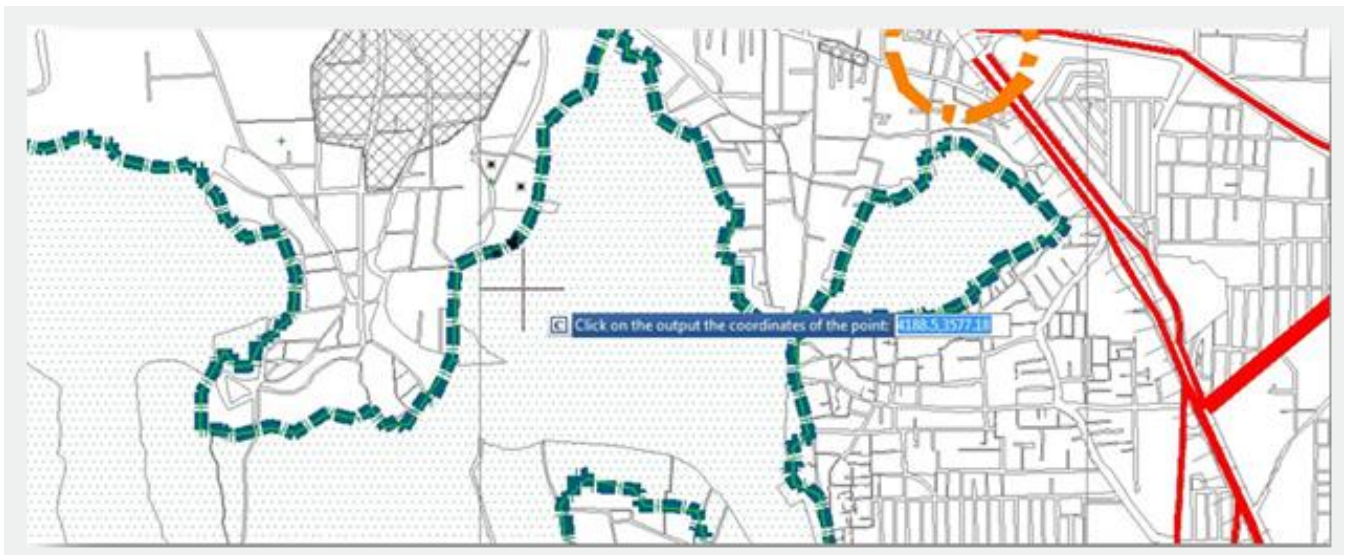 Click on the output the coordinates of the point: 4188.5,3577.18